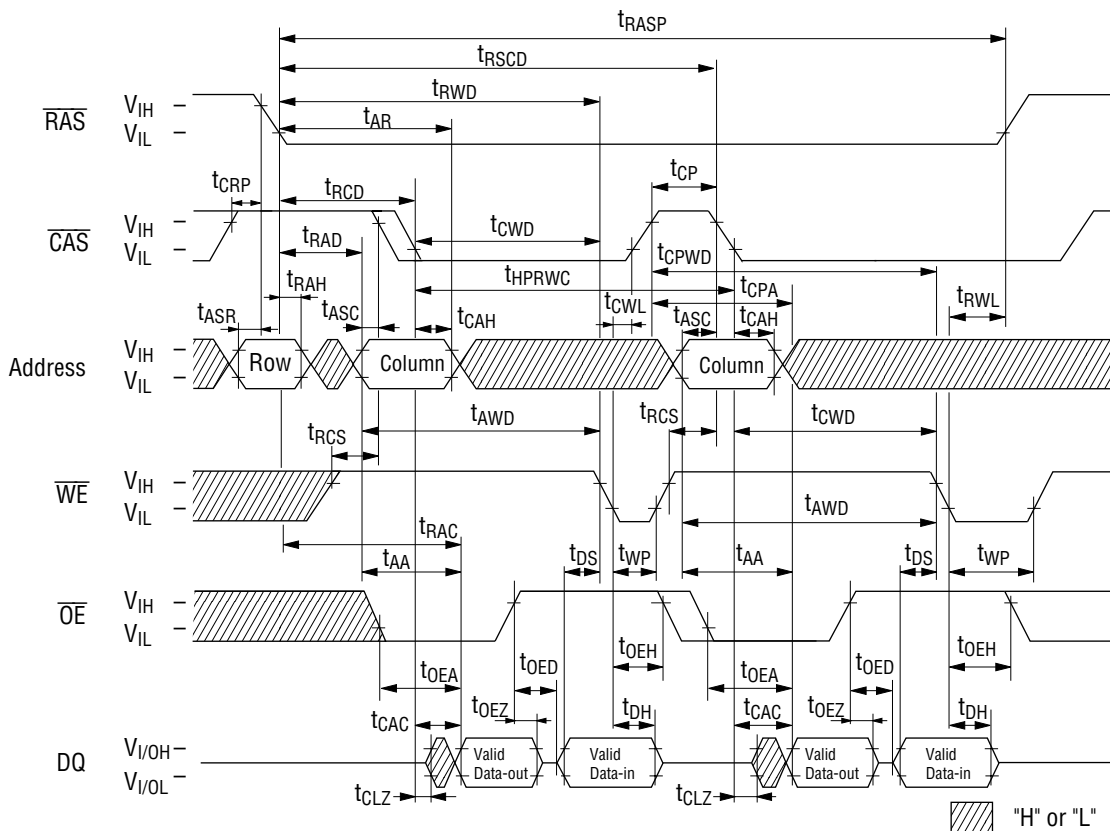 tRASP
tRSCD
tRWD
tAR
RAS
VIH
VIL
tCRP
tRCD
tCP
CAS
VIH
VIL
tCWD
tRAD
tCPWD
tHPRWC
tCPA
tRAH
tCWL
tRWL
tASR
tASC
tCAH
tASC
tCAH
Address
VIH
VIL
Row
Column
Column
tRCS
tAWD
tRCS
tCWD
WE
VIH
VIL
tAWD
tRAC
tAA
tDS
tWP
tAA
tDS
tWP
OE
VIH
VIL
tOEA
tOED
tOEH
tOEA
tOED
tOEH
tCAC
tOEZ
tDH
tCAC
tOEZ
tDH
DQ
VI/OH
VI/OL
Valid
Data-out
Valid
Data-in
Valid
Data-out
Valid
Data-in
tCLZ
tCLZ
"H" or "L"